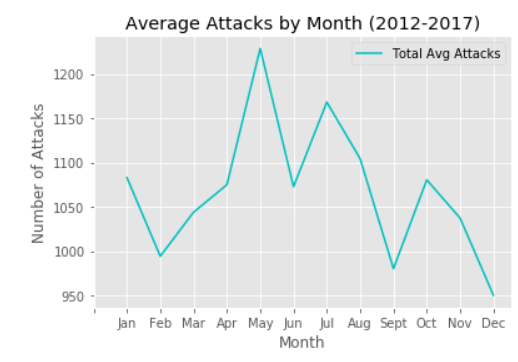 Average Attacks by Month (2012-2017)
Total Avg Attacks
1200
1150
1100
1050
1000
950
Number of Attacks
Jan Feb Mar Apr May Jun Jul Aug Sept Oct Nov Dec
Month